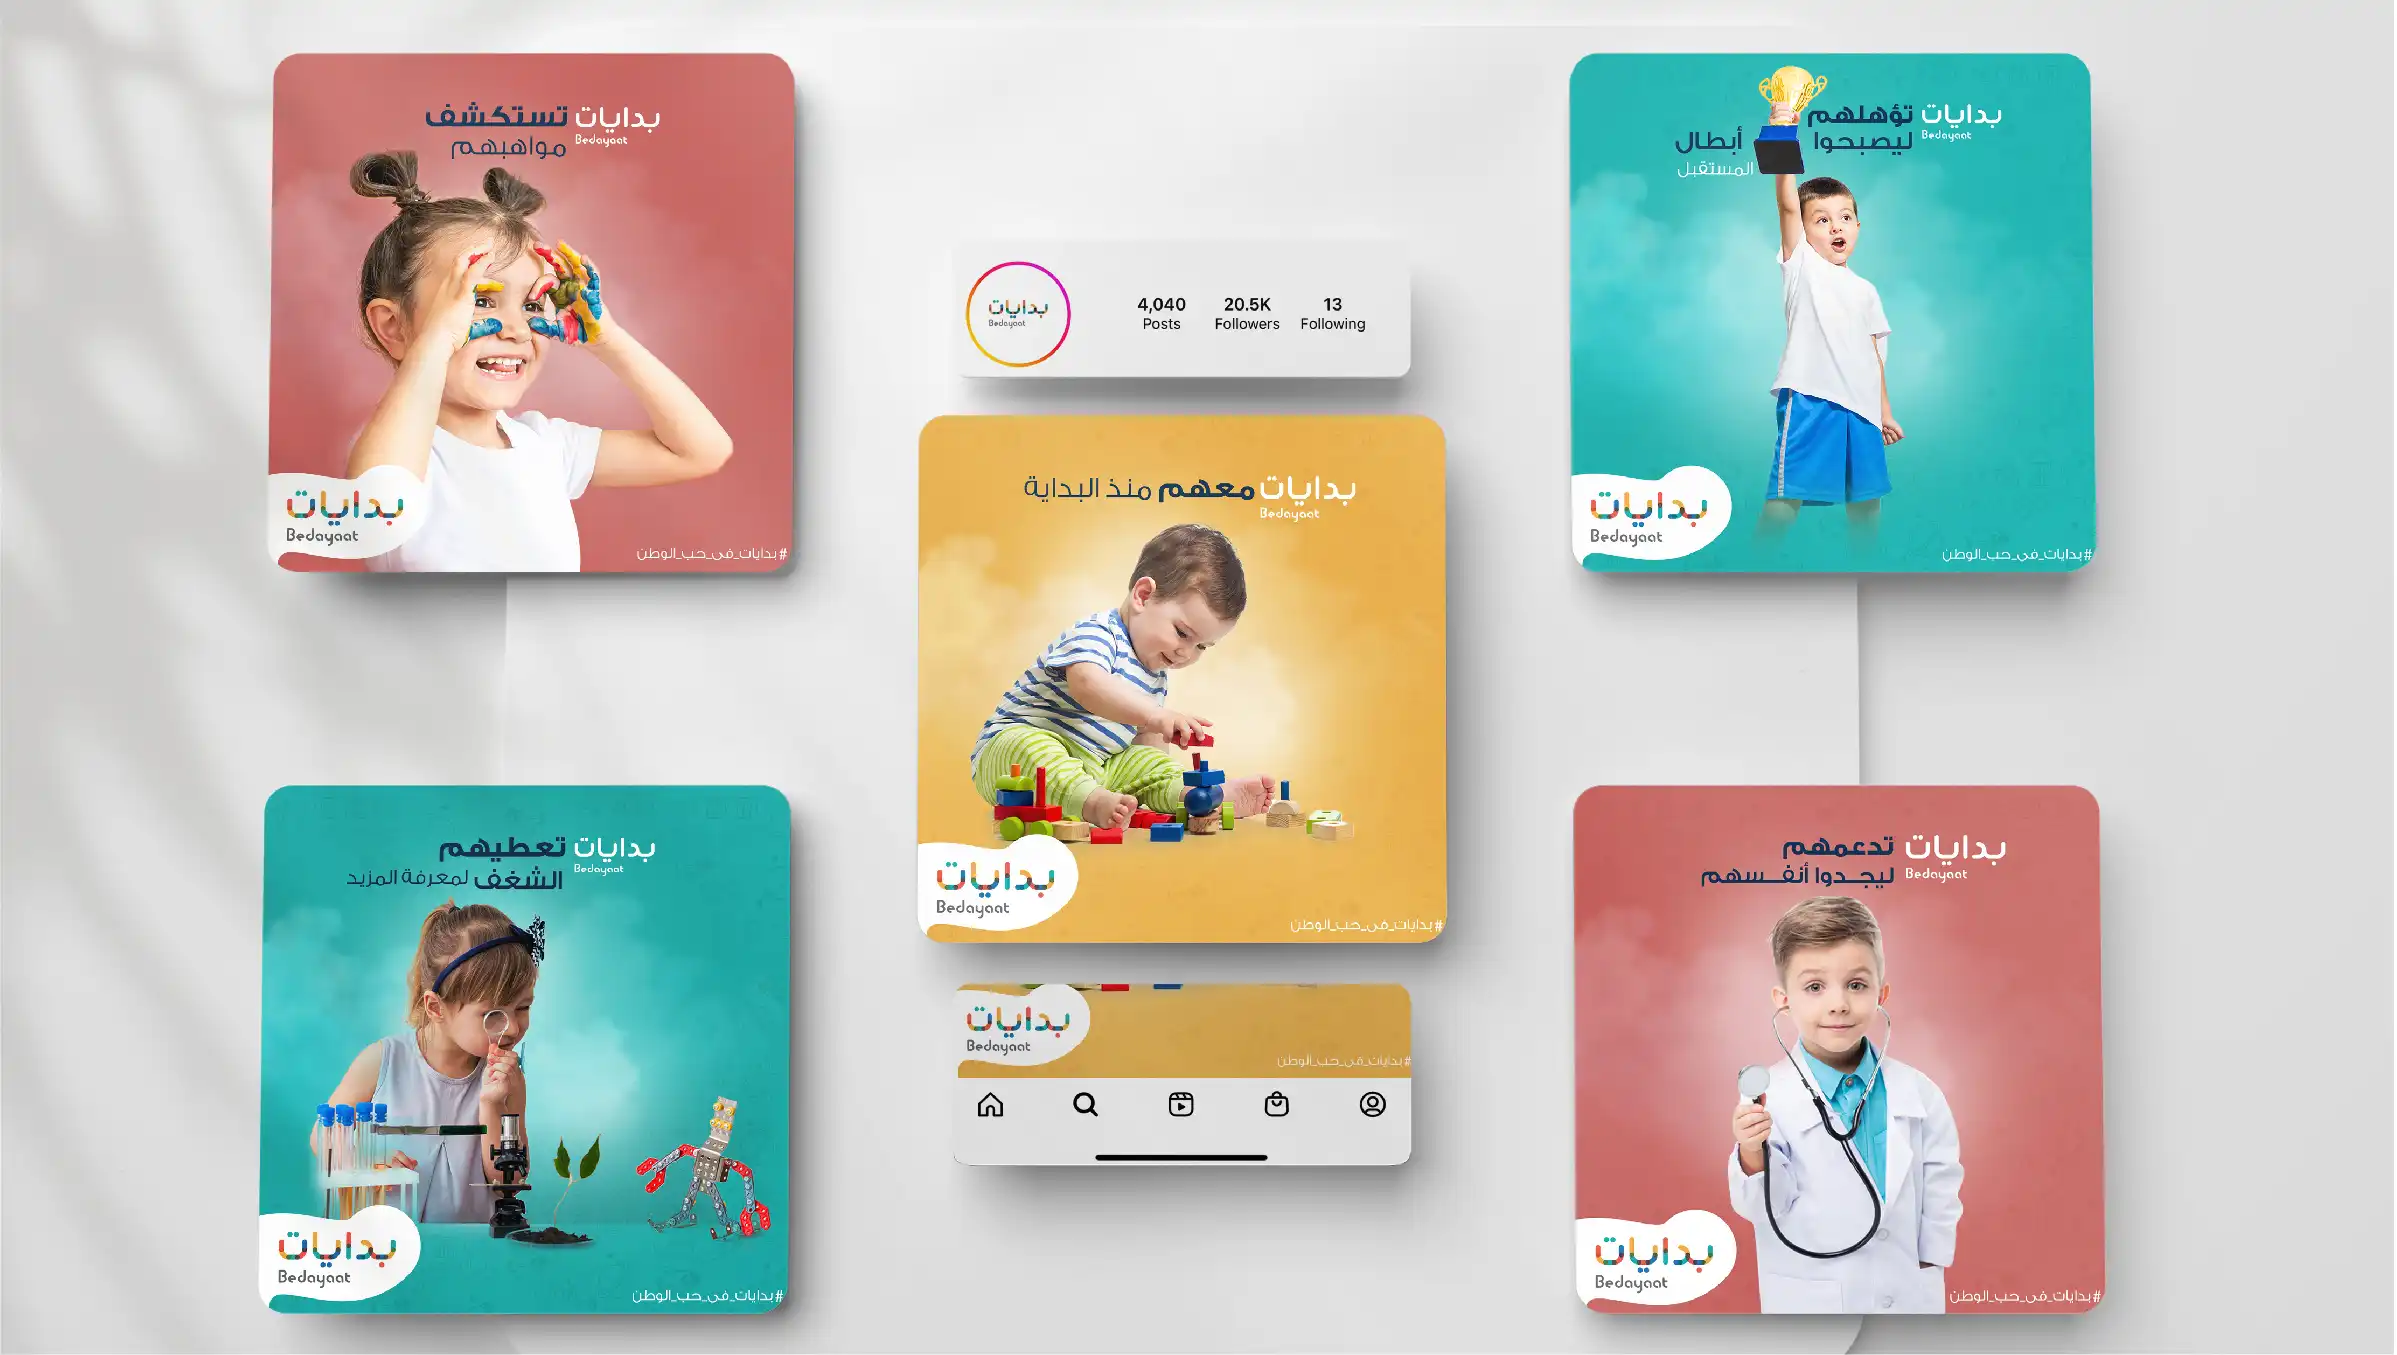 بدايات تستكشف
Bedayaat
مواهبهم
بدايات
Bedayaat
#بدايات_فى_حب_الوطن
بدايات
Bedayaat
4,040
Posts
20.5K
Followers
13
Following
بدايات تؤهلهم
Bedayaat
ليصبحوا أبطال
المستقبل
بدايات
Bedayaat
#بدايات_فى_حب_الوطن
بدايات معهم منذ البداية
Bedayaat
بدايات
Bedayaat
#بدايات_فى_حب_الوطن
بدايات تعطيهم
Bedayaat
الشغف لمعرفة المزيد
بدايات
Bedayaat
#بدايات_فى_حب_الوطن
بدايات
Bedayaat
#بدايات_فى_حب_الوطن
بدايات تدعمهم
Bedayaat
ليجــدوا أنفــسهم
بدايات
Bedayaat
#بدايات_فى_حب_الوطن